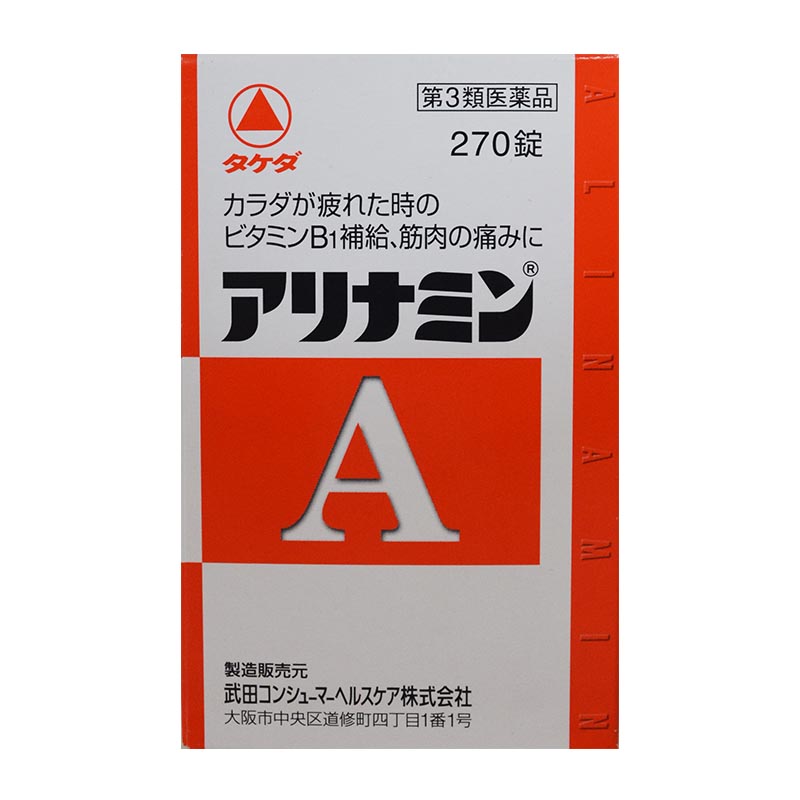 第3類医薬品
タケダ
270錠
カラダが疲れた時の
ビタミンB1補給、筋肉の痛みに
アリナミン®
A
製造販売元
武田コンシューマーヘルスケア株式会社
大阪市中央区道修町四丁目1番1号
ALINAMIN